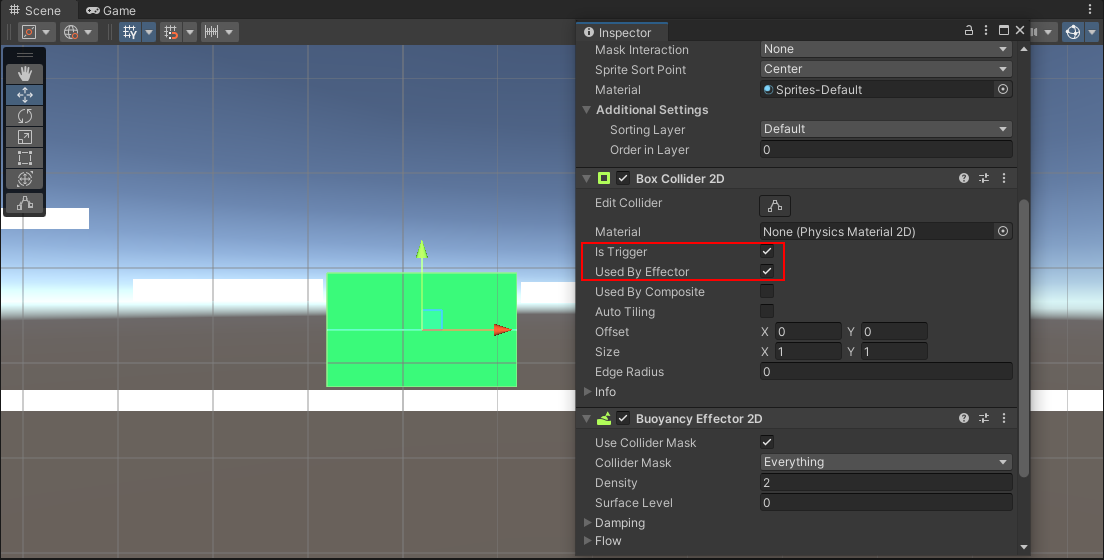 Scene
Game
Inspector
Mask Interaction None
Sprite Sort Point Center
Material Sprites-Default
Additional Settings
Sorting Layer Default
Order in Layer 0
Box Collider 2D
Edit Collider
Material None (Physics Material 2D)
Is Trigger
Used By Effector
Used By Composite
Auto Tiling
Offset X 0 Y 0
Size X 1 Y 1
Edge Radius 0
Info
Buoyancy Effector 2D
Use Collider Mask
Collider Mask Everything
Density 2
Surface Level 0
Damping
Flow